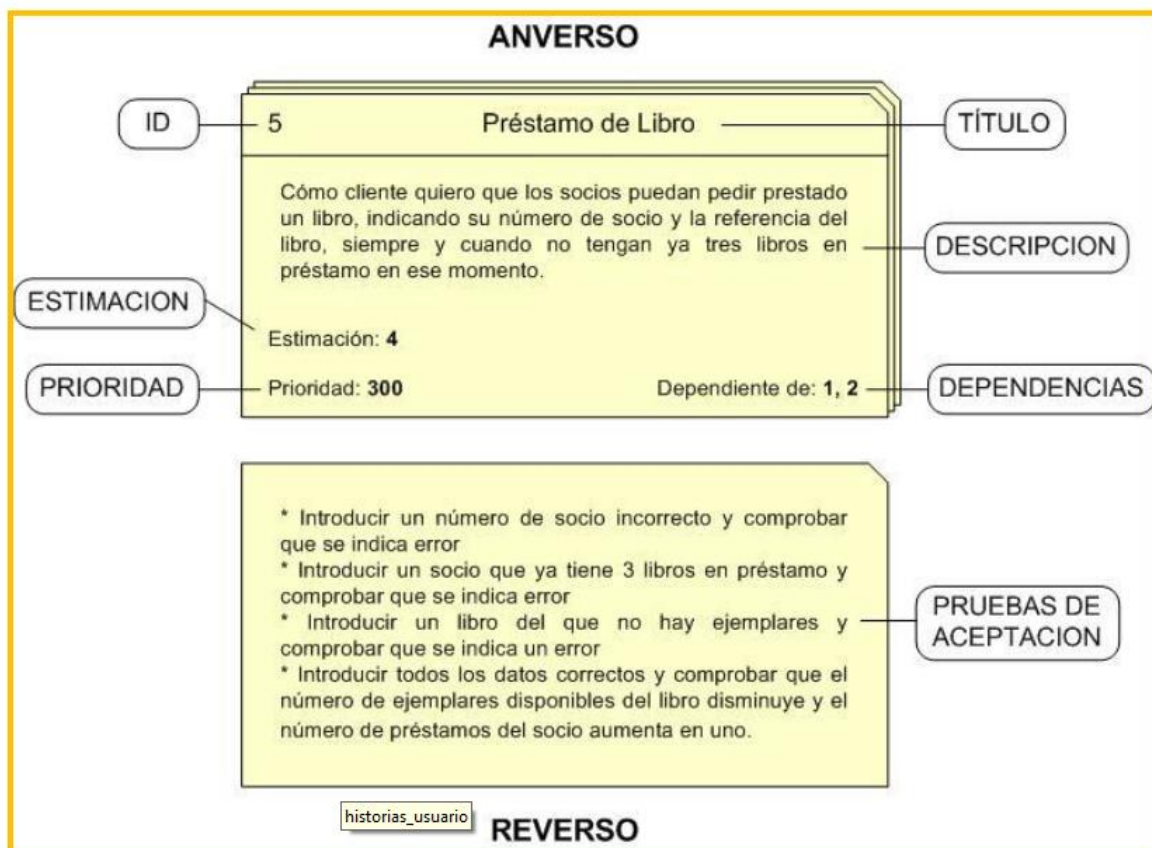 ANVERSO
ID
5
Préstamo de Libro
TÍTULO
Cómo cliente quiero que los socios puedan pedir prestado
un libro, indicando su número de socio y la referencia del
libro, siempre y cuando no tengan ya tres libros en
préstamo en ese momento.
DESCRIPCION
ESTIMACION
Estimación: 4
PRIORIDAD
Prioridad: 300
Dependiente de: 1, 2
DEPENDENCIAS
* Introducir un número de socio incorrecto y comprobar
que se indica error
* Introducir un socio que ya tiene 3 libros en préstamo y
comprobar que se indica error
* Introducir un libro del que no hay ejemplares y
comprobar que se indica un error
* Introducir todos los datos correctos y comprobar que el
número de ejemplares disponibles del libro disminuye y el
número de préstamos del socio aumenta en uno.
PRUEBAS DE
ACEPTACION
historias_usuario
REVERSO